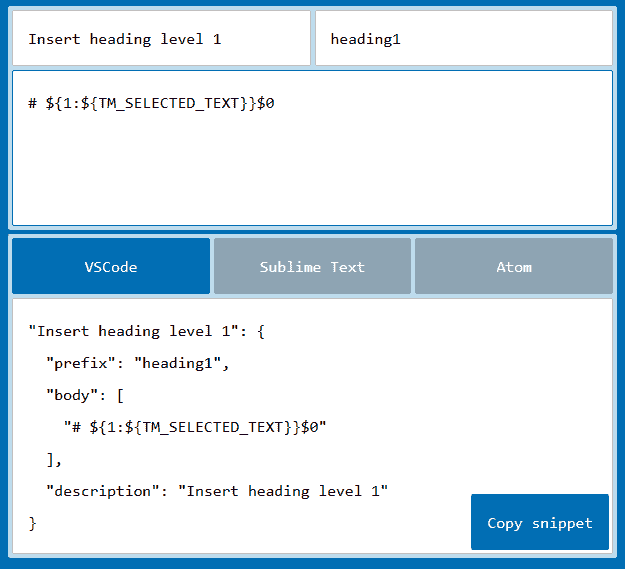 Insert heading level 1
heading1
# ${1:${TM_SELECTED_TEXT}}$0
VSCode
Sublime Text
Atom
"Insert heading level 1": {
  "prefix": "heading1",
  "body": [
    "# ${1:${TM_SELECTED_TEXT}}$0"
  ],
  "description": "Insert heading level 1"
}
Copy snippet